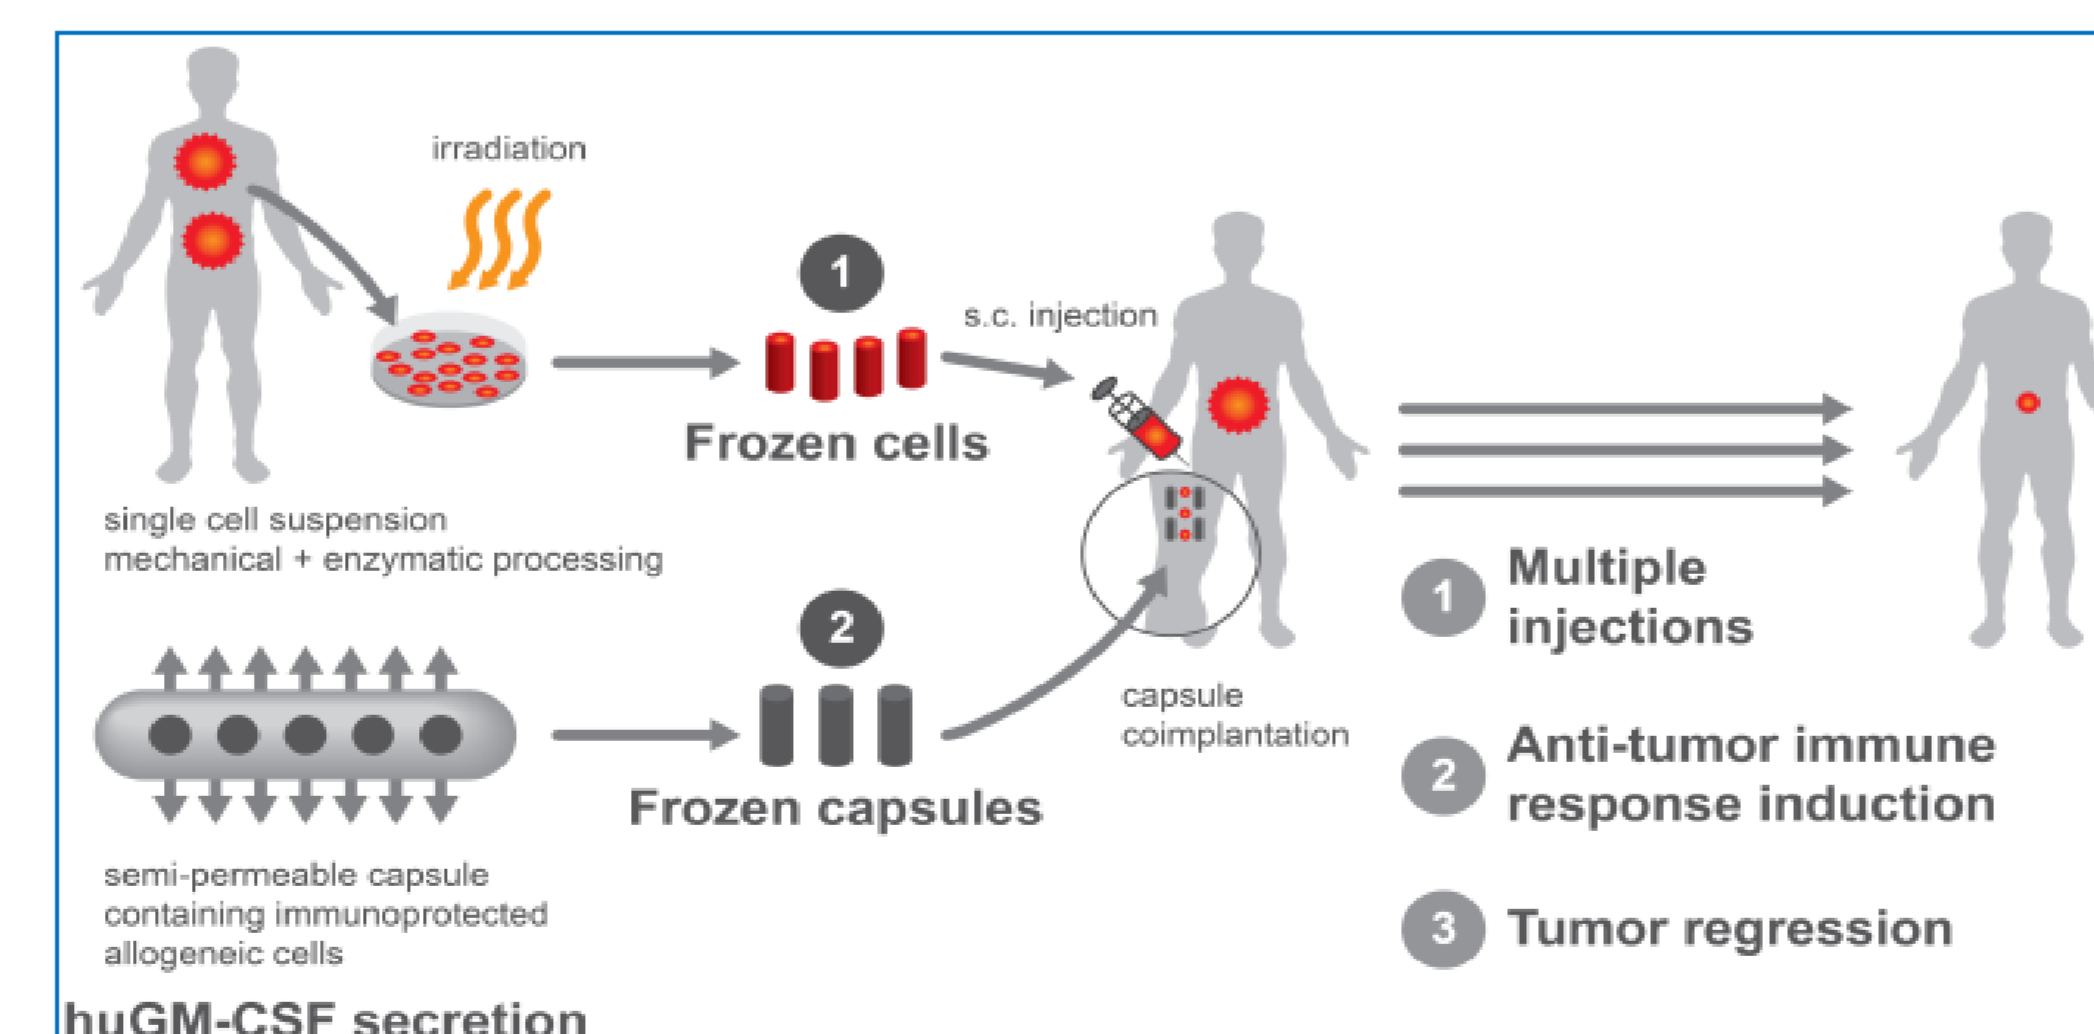 irradiation
1
s.c. injection
Frozen cells
single cell suspension
mechanical + enzymatic processing
2
Frozen capsules
capsule
coimplantation
semi-permeable capsule
containing immunoprotected
allogeneic cells
huGM-CSF secretion
1
Multiple
injections
2
Anti-tumor immune
response induction
3
Tumor regression